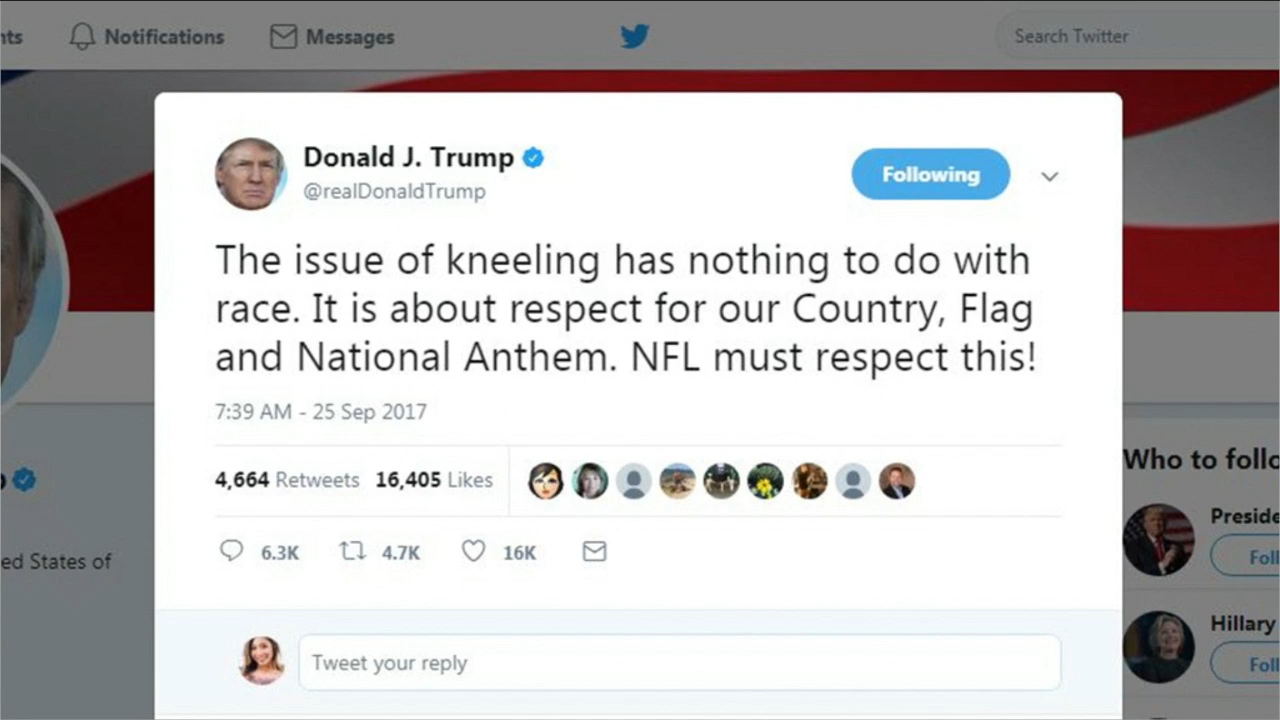 nts Notifications Messages Search Twitter
Donald J. Trump
@realDonaldTrump
Following
The issue of kneeling has nothing to do with
race. It is about respect for our Country, Flag
and National Anthem. NFL must respect this!
7:39 AM - 25 Sep 2017
4,664 Retweets 16,405 Likes
6.3K 4.7K 16K
Tweet your reply
ed States of
Who to follo
Preside
Foll
Hillary
Foll